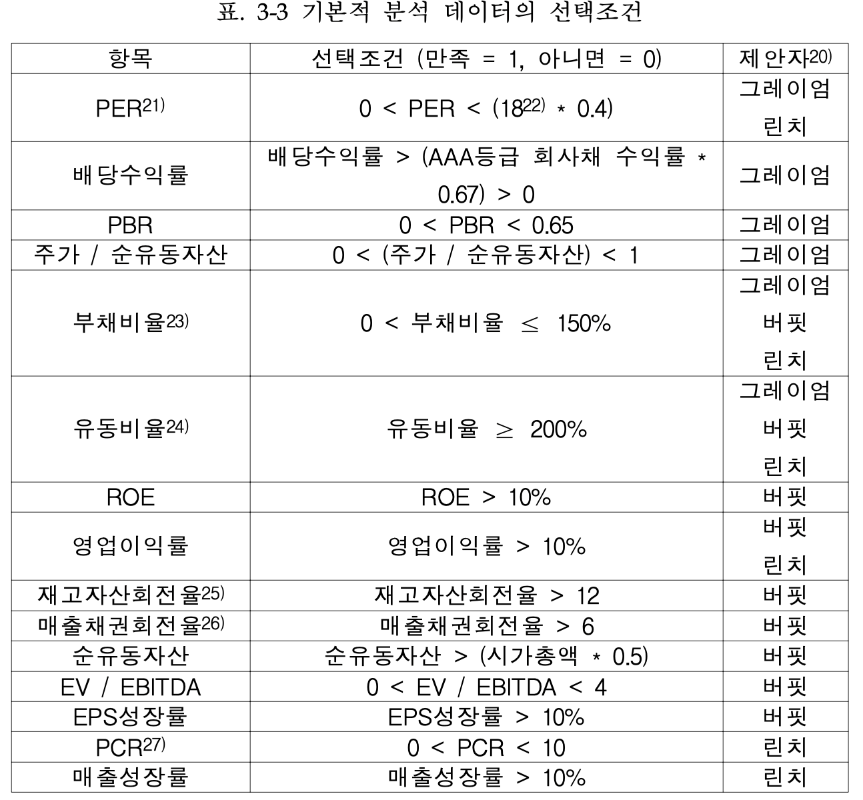 표. 3-3 기본적 분석 데이터의 선택조건
항목 선택조건 (만족 = 1, 아니면 = 0) 제안자20)
PER21) 0 < PER < (1822) * 0.4) 그레이엄
린치
배당수익률 배당수익률 > (AAA등급 회사채 수익률 *
0.67) > 0 그레이엄
PBR 0 < PBR < 0.65 그레이엄
주가 / 순유동자산 0 < (주가 / 순유동자산) < 1 그레이엄
부채비율23) 0 < 부채비율 ≤ 150% 그레이엄
버핏
린치
유동비율24) 유동비율 ≥ 200% 그레이엄
버핏
린치
ROE ROE > 10% 버핏
영업이익률 영업이익률 > 10% 버핏
린치
재고자산회전율25) 재고자산회전율 > 12 버핏
매출채권회전율26) 매출채권회전율 > 6 버핏
순유동자산 순유동자산 > (시가총액 * 0.5) 버핏
EV / EBITDA 0 < EV / EBITDA < 4 버핏
EPS성장률 EPS성장률 > 10% 버핏
PCR27) 0 < PCR < 10 린치
매출성장률 매출성장률 > 10% 린치